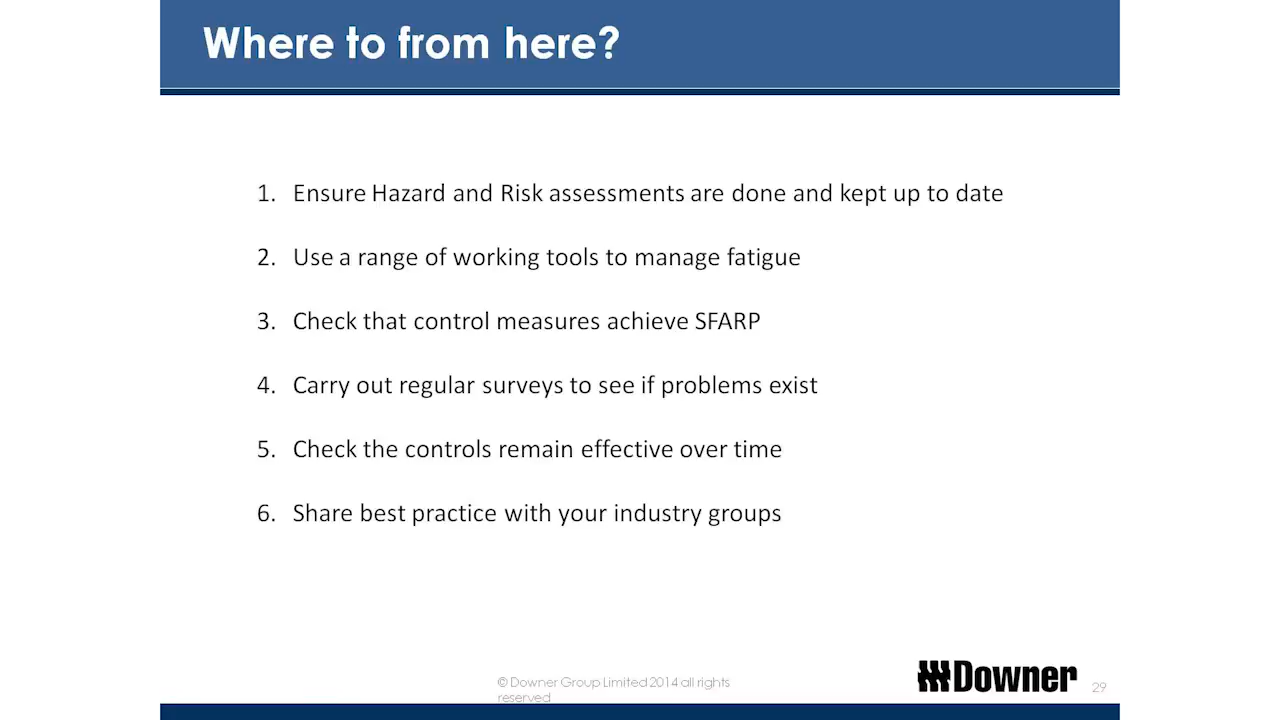 Where to from here?
1. Ensure Hazard and Risk assessments are done and kept up to date
2. Use a range of working tools to manage fatigue
3. Check that control measures achieve SFARP
4. Carry out regular surveys to see if problems exist
5. Check the controls remain effective over time
6. Share best practice with your industry groups
© Downer Group Limited 2014 all rights
reserved
Downer
29